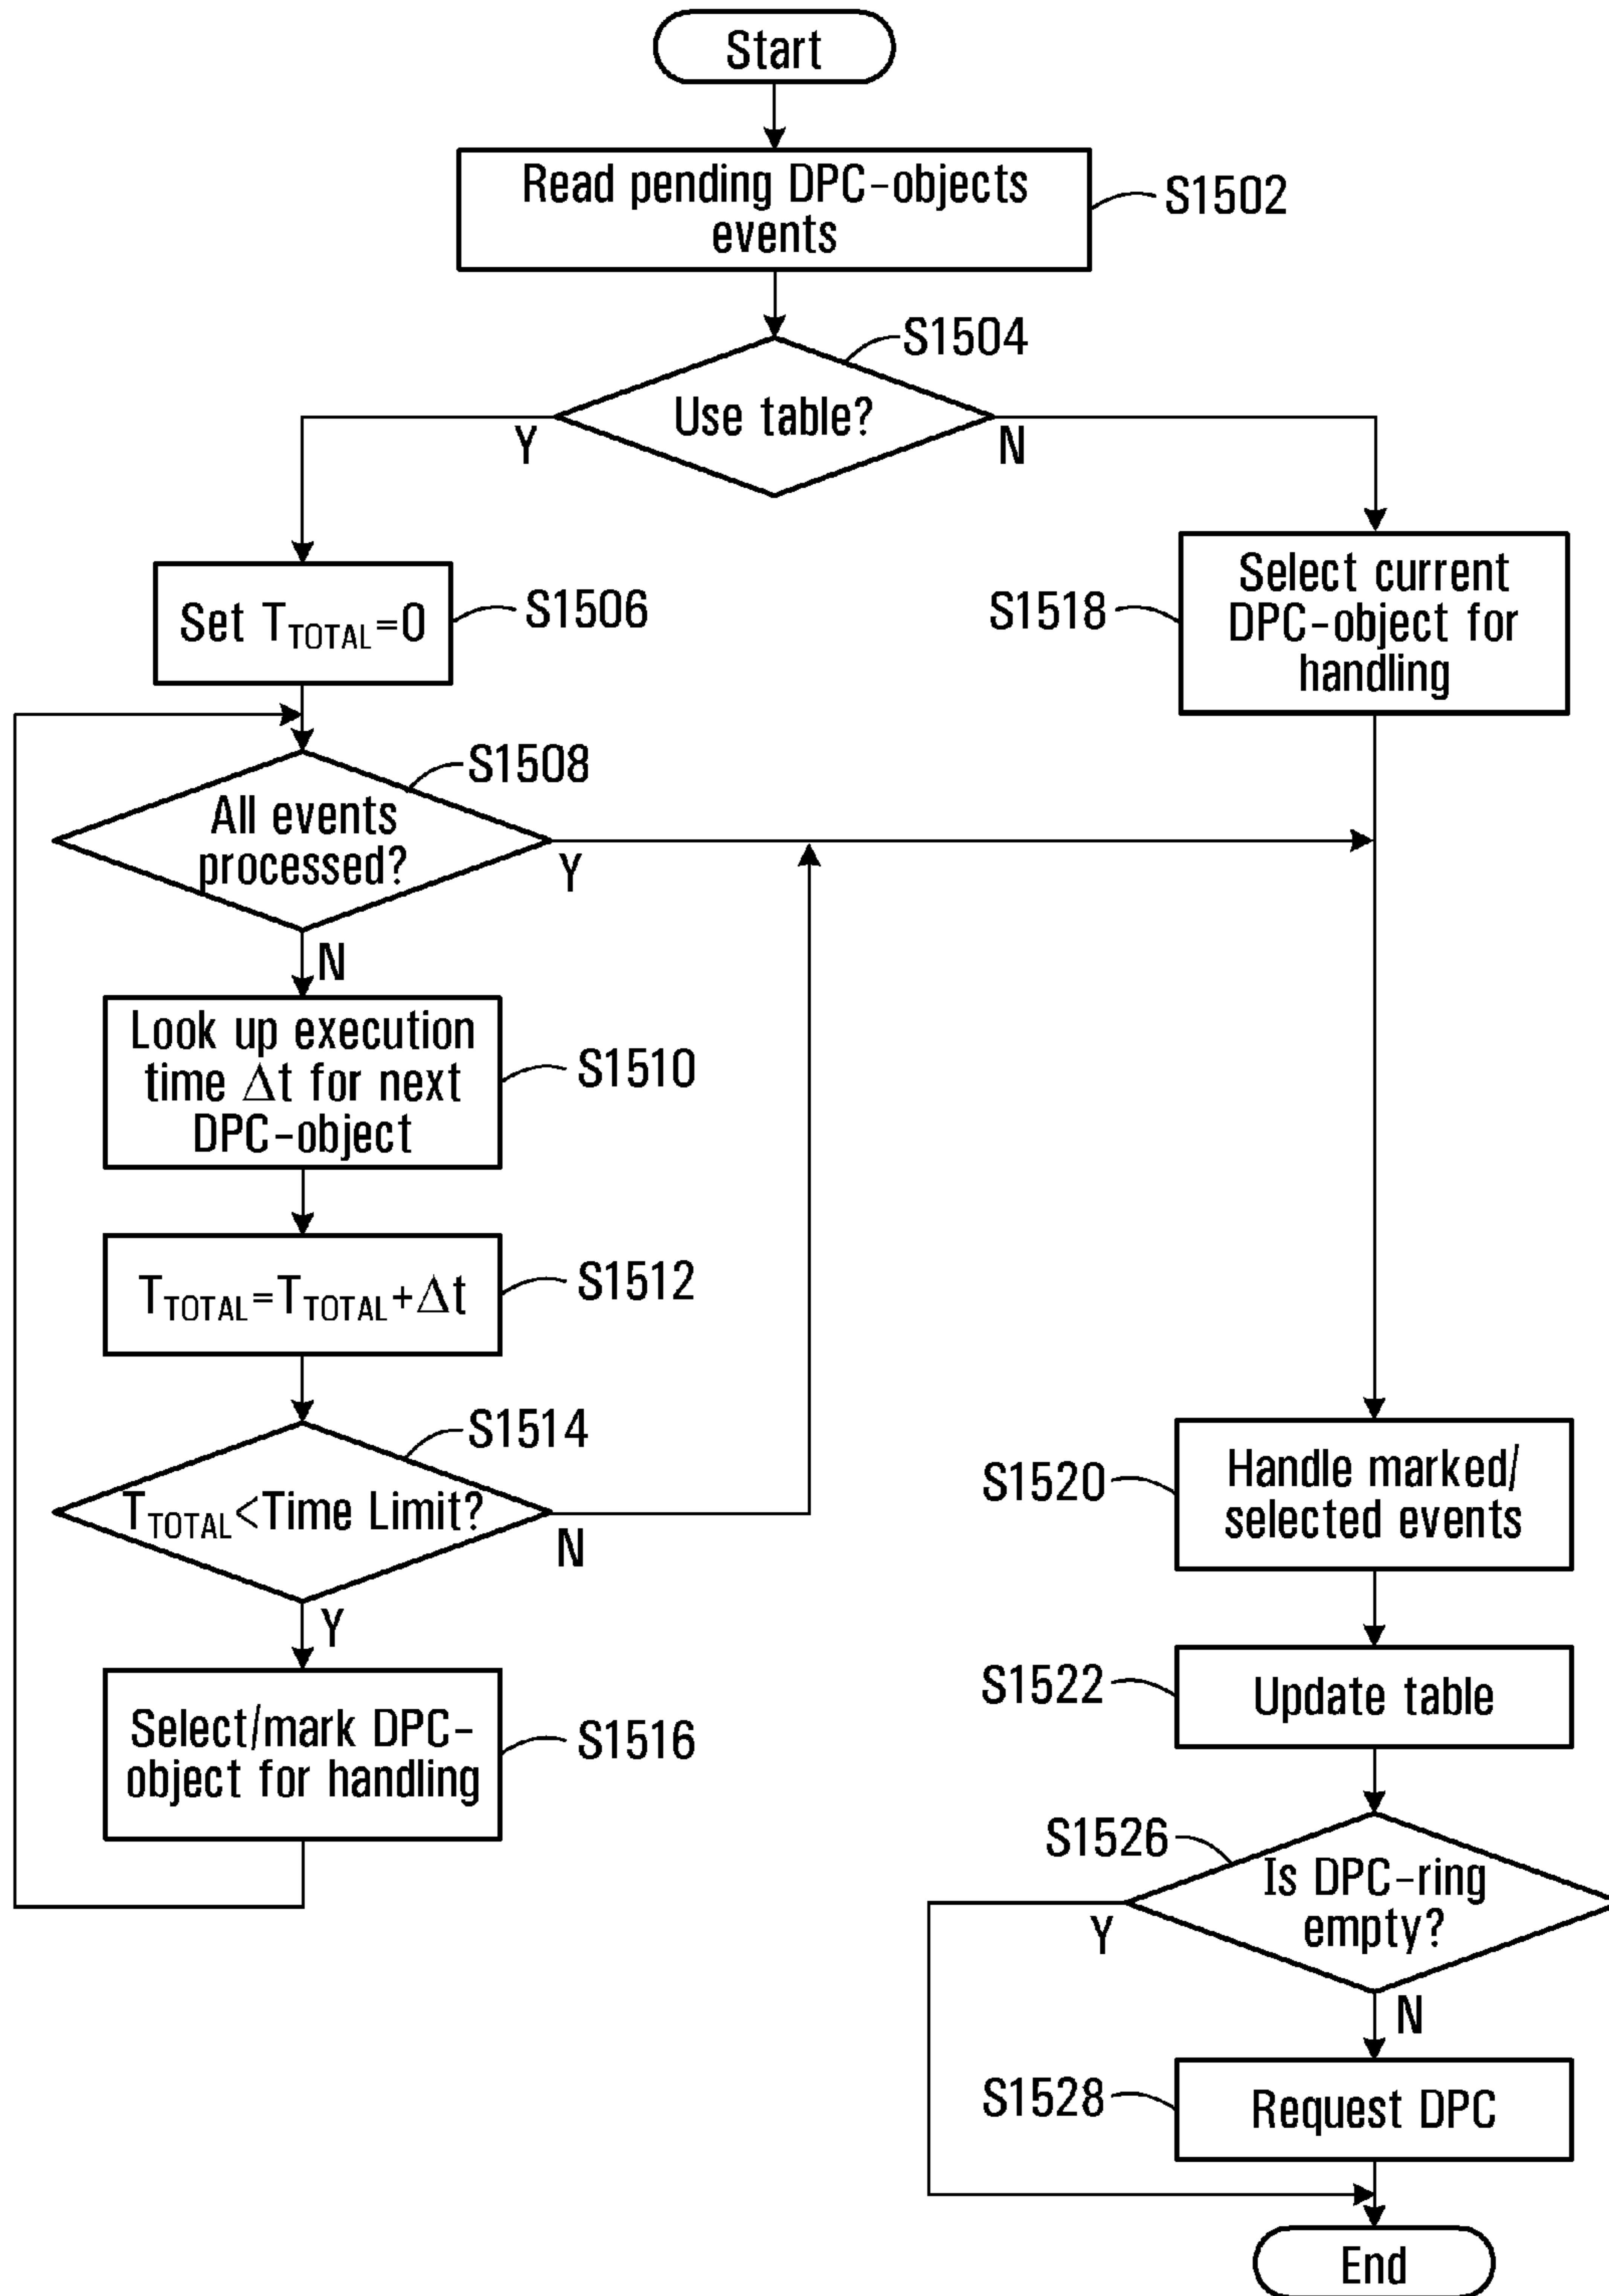 Start
Read pending DPC-objects
events
S1502
S1504
Use table?
Y
N
Set TTOTAL=0
S1506
S1518
Select current
DPC-object for
handling
S1508
All events
processed?
Y
N
Look up execution
time Δt for next
DPC-object
S1510
TTOTAL=TTOTAL+Δt
S1512
S1514
TTOTAL<Time Limit?
N
Y
Select/mark DPC-
object for handling
S1516
S1520
Handle marked/
selected events
S1522
Update table
S1526
Is DPC-ring
empty?
Y
N
S1528
Request DPC
End